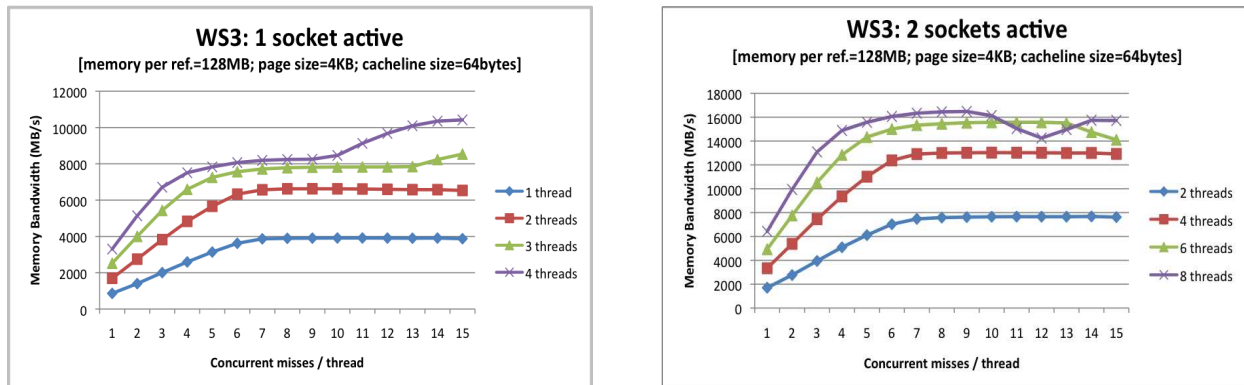 WS3: 1 socket active
[memory per ref.=128MB; page size=4KB; cacheline size=64bytes]
Memory Bandwidth (MB/s)
12000
10000
8000
6000
4000
2000
0
1 2 3 4 5 6 7 8 9 10 11 12 13 14 15
Concurrent misses / thread
1 thread
2 threads
3 threads
4 threads
WS3: 2 sockets active
[memory per ref.=128MB; page size=4KB; cacheline size=64bytes]
Memory Bandwidth (MB/s)
18000
16000
14000
12000
10000
8000
6000
4000
2000
0
1 2 3 4 5 6 7 8 9 10 11 12 13 14 15
Concurrent misses / thread
2 threads
4 threads
6 threads
8 threads